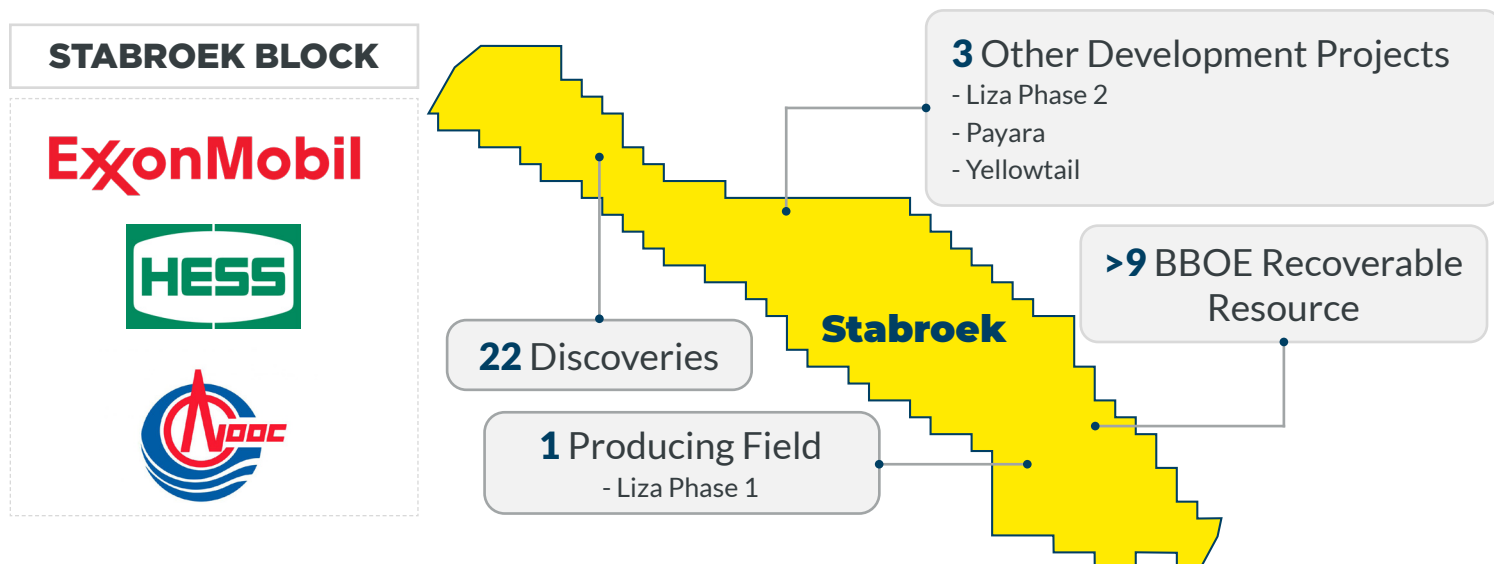 STABROEK BLOCK
ExxonMobil
HESS
CNOOC
3 Other Development Projects
- Liza Phase 2
- Payara
- Yellowtail
>9 BBOE Recoverable
Resource
Stabroek
22 Discoveries
1 Producing Field
- Liza Phase 1